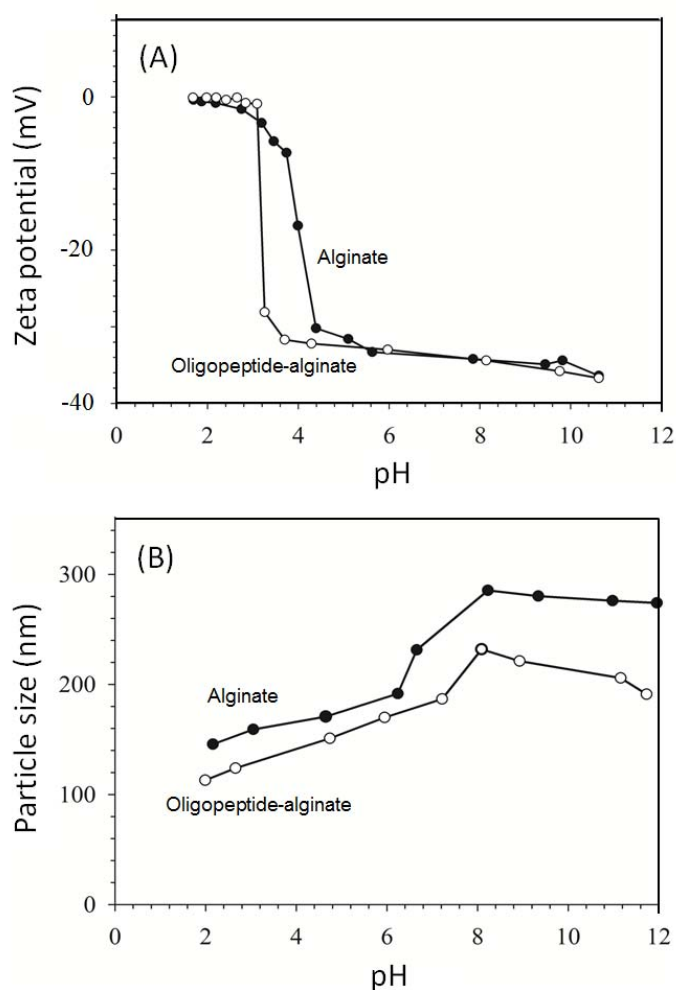 (A)
Zeta potential (mV)
0
-20
-40
Alginate
Oligopeptide-alginate
0 2 4 6 8 10 12
pH
(B)
Particle size (nm)
300
200
100
0
Alginate
Oligopeptide-alginate
0 2 4 6 8 10 12
pH